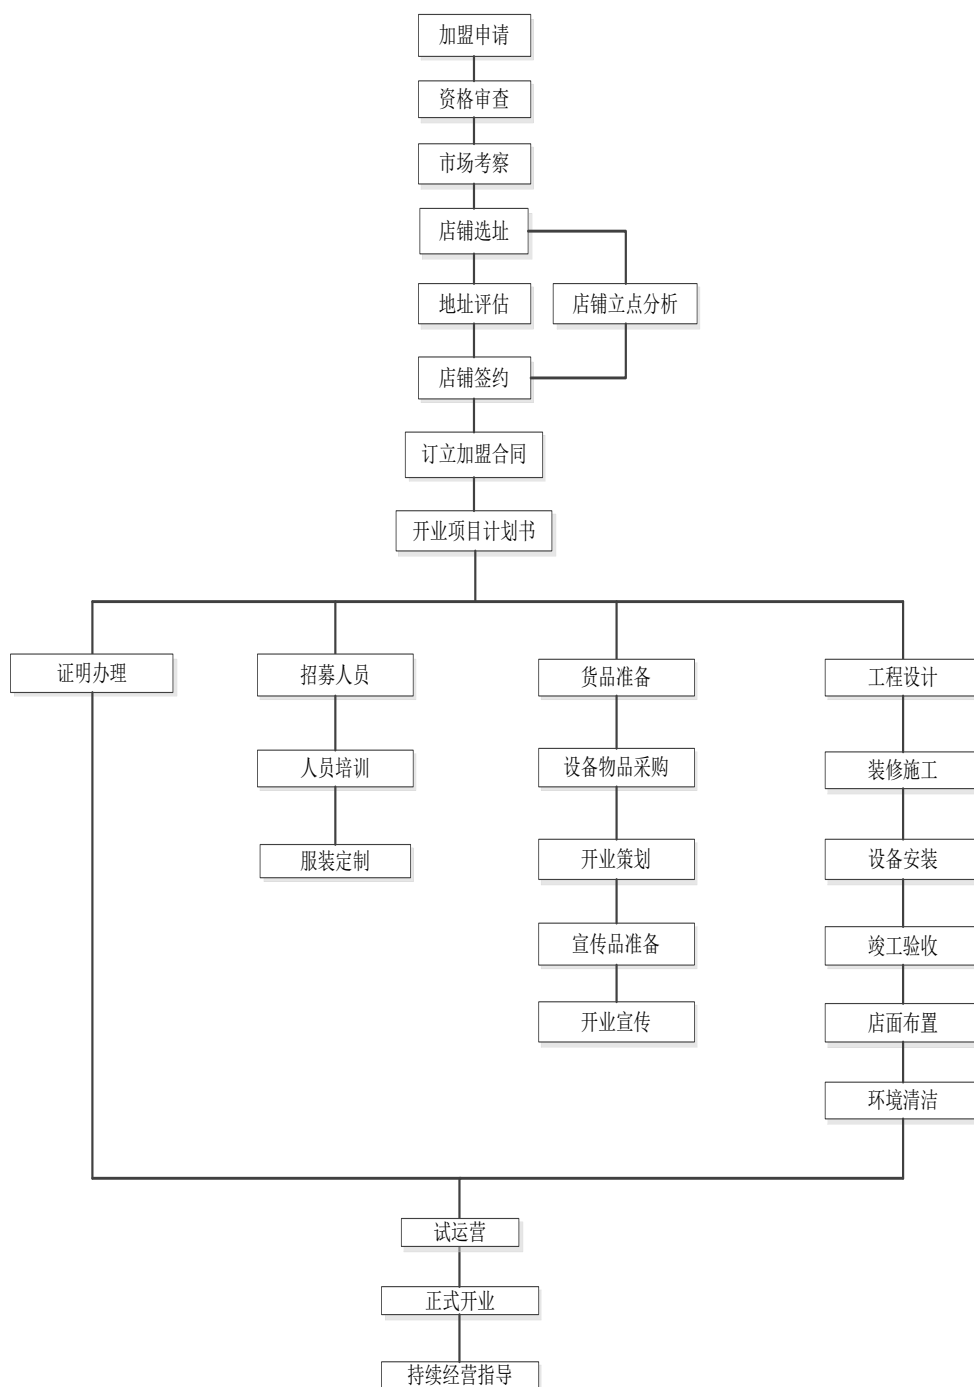 加盟申请
资格审查
市场考察
店铺选址
地址评估
店铺立点分析
店铺签约
订立加盟合同
开业项目计划书
证明办理
招募人员
货品准备
工程设计
人员培训
设备物品采购
装修施工
服装定制
开业策划
设备安装
宣传品准备
竣工验收
开业宣传
店面布置
环境清洁
试运营
正式开业
持续经营指导